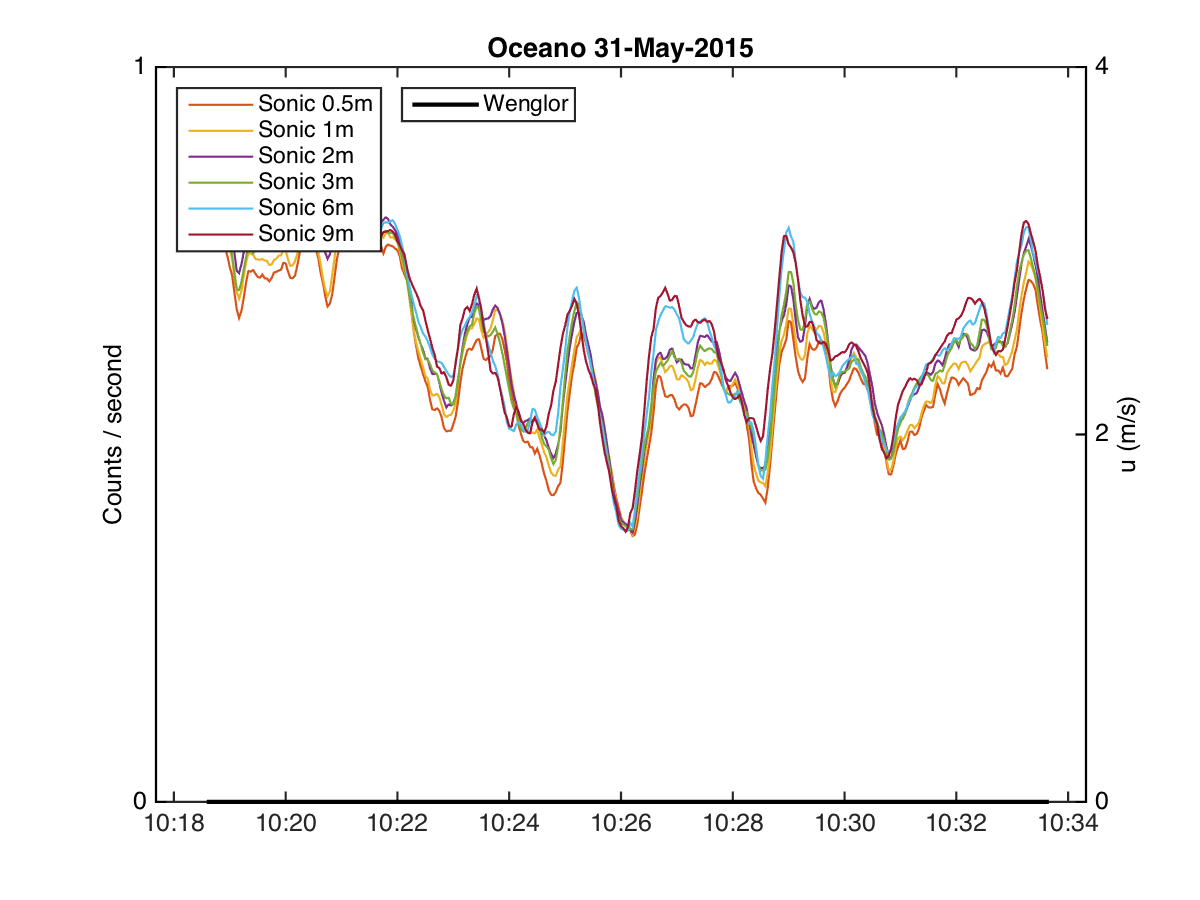 Oceano 31-May-2015
1
4
Sonic 0.5m
Wenglor
Sonic 1m
Sonic 2m
Sonic 3m
Sonic 6m
Sonic 9m
Counts / second
2
u (m/s)
0
0
10:18 10:20 10:22 10:24 10:26 10:28 10:30 10:32 10:34